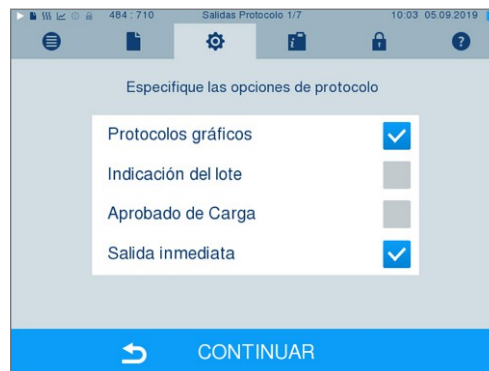 484 : 710 Salidas Protocolo 1/7 10:03 05.09.2019
Especifique las opciones de protocolo
Protocolos gráficos
Indicación del lote
Aprobado de Carga
Salida inmediata
CONTINUAR